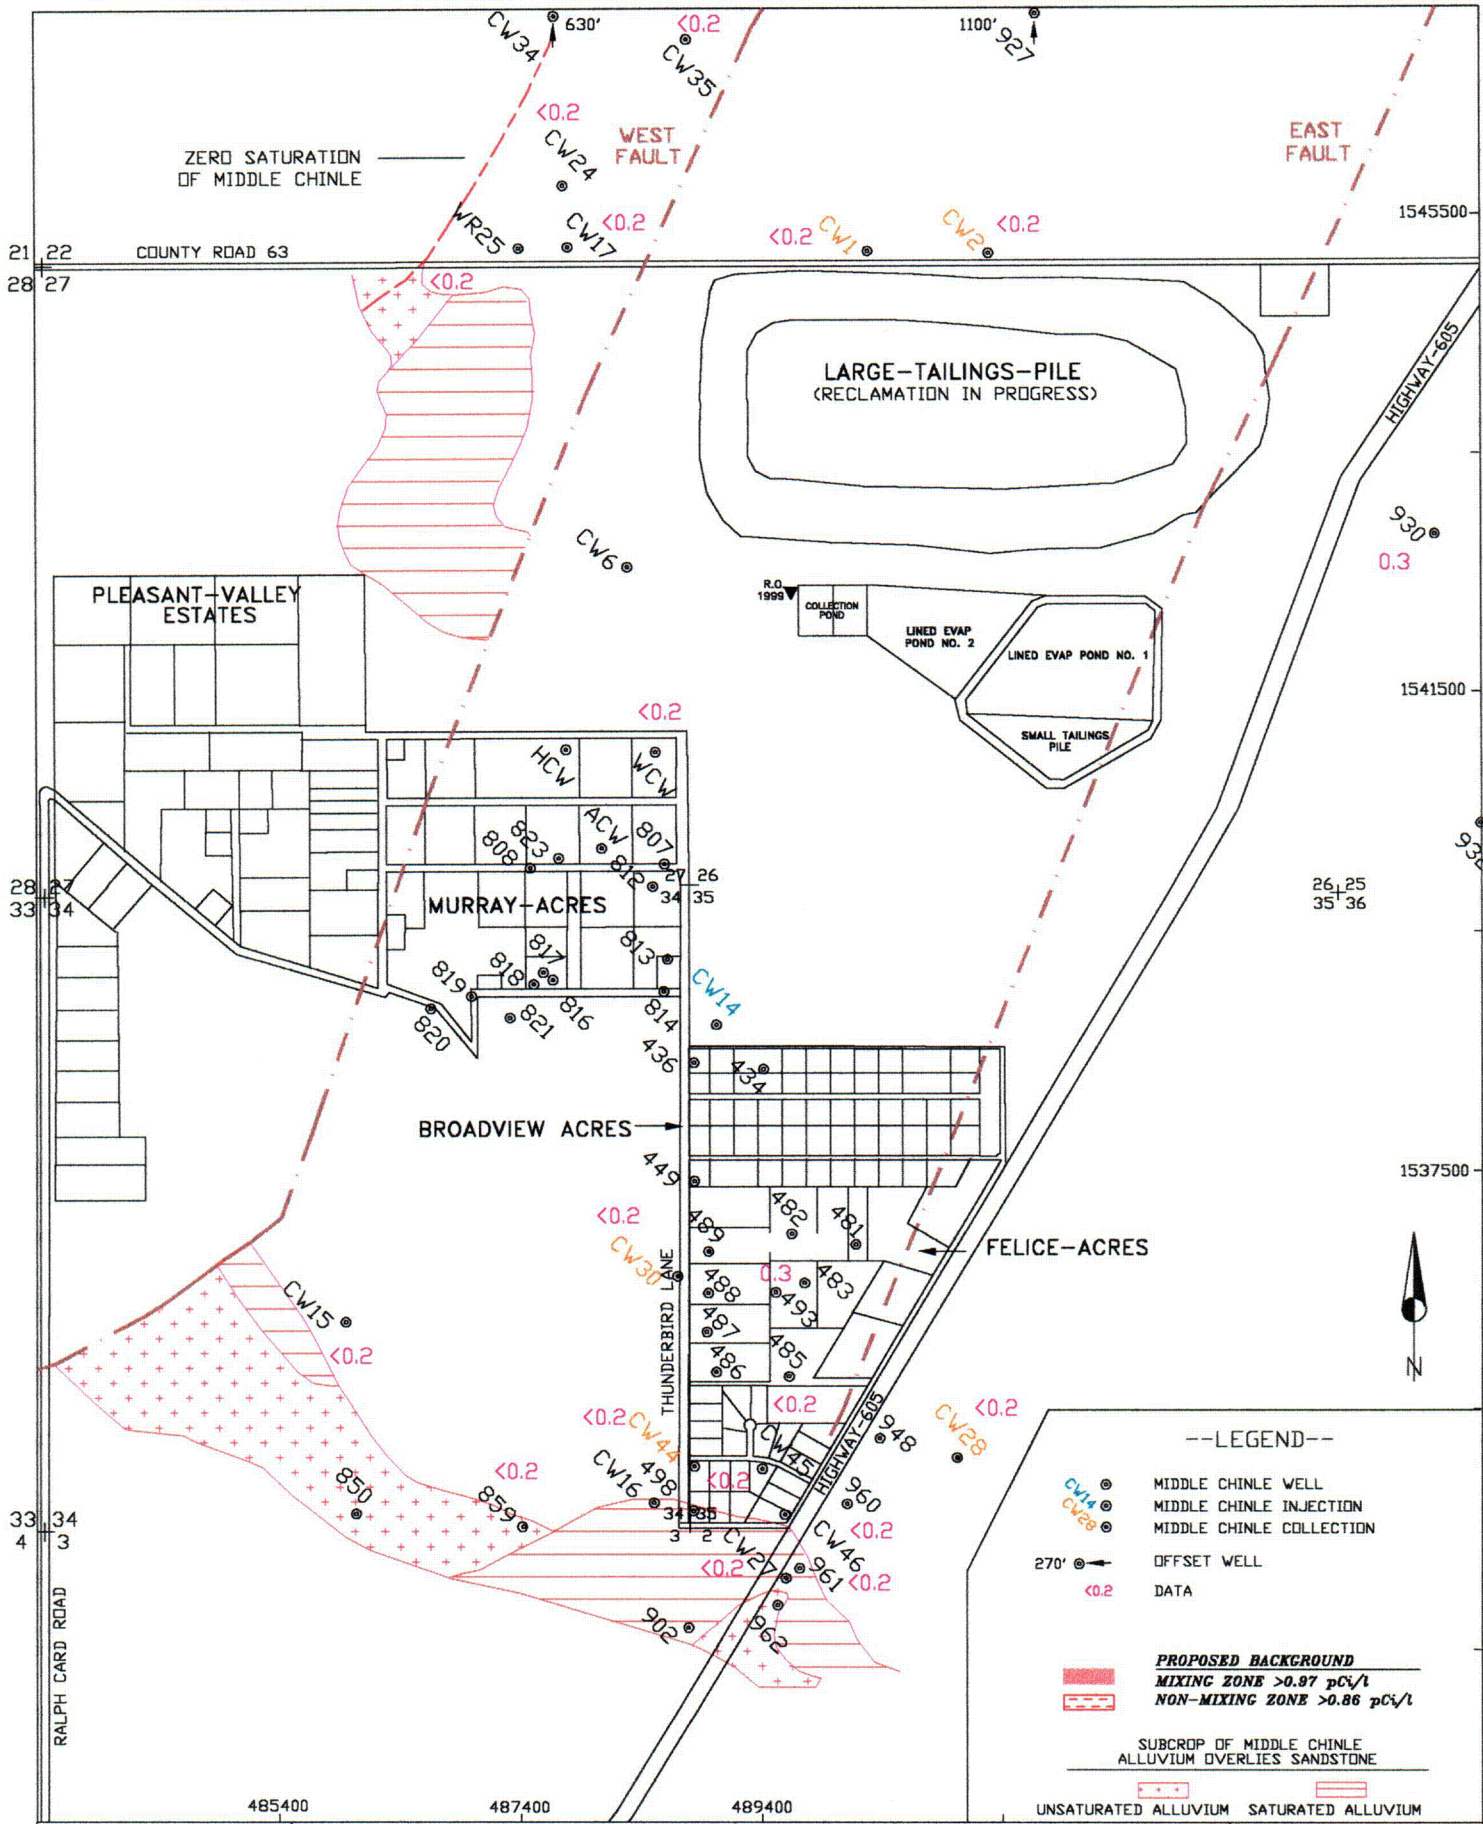 CW34
630'
<0.2
CW35
1100'
927
<0.2
WEST
FAULT
EAST
FAULT
ZERO SATURATION
OF MIDDLE CHINLE
CW24
WR25
CW17
<0.2
<0.2
CW1
CW2
<0.2
1545500
21 22
28 27
COUNTY ROAD 63
<0.2
HIGHWAY-605
LARGE-TAILINGS-PILE
(RECLAMATION IN PROGRESS)
930
0.3
CW6
R.O.
1999
COLLECTION
POND
LINED EVAP
POND NO. 2
LINED EVAP POND NO. 1
SMALL TAILINGS
PILE
PLEASANT-VALLEY
ESTATES
1541500
<0.2
HCW
WCW
808
823
ACW
807
812
932
28 27
33 34
27 26
34 35
26 25
35 36
MURRAY-ACRES
813
817
818
819
816
821
820
814
CW14
436
434
BROADVIEW ACRES
449
1537500
<0.2
489
482
481
FELICE-ACRES
CW30
THUNDERBIRD LANE
488
0.3
493
483
487
486
485
CW15
<0.2
<0.2
<0.2
CW44
CW45
HIGHWAY-605
948
CW28
<0.2
CW16
498
<0.2
960
850
859
<0.2
33 34
4 3
34 35
3 2
CW27
<0.2
CW46
<0.2
961
<0.2
902
962
RALPH CARD ROAD
N
--LEGEND--
MIDDLE CHINLE WELL
CW14 MIDDLE CHINLE INJECTION
CW28 MIDDLE CHINLE COLLECTION
270' OFFSET WELL
<0.2 DATA
PROPOSED BACKGROUND
MIXING ZONE >0.97 pCi/l
NON-MIXING ZONE >0.86 pCi/l
SUBCROP OF MIDDLE CHINLE
ALLUVIUM OVERLIES SANDSTONE
UNSATURATED ALLUVIUM SATURATED ALLUVIUM
485400
487400
489400